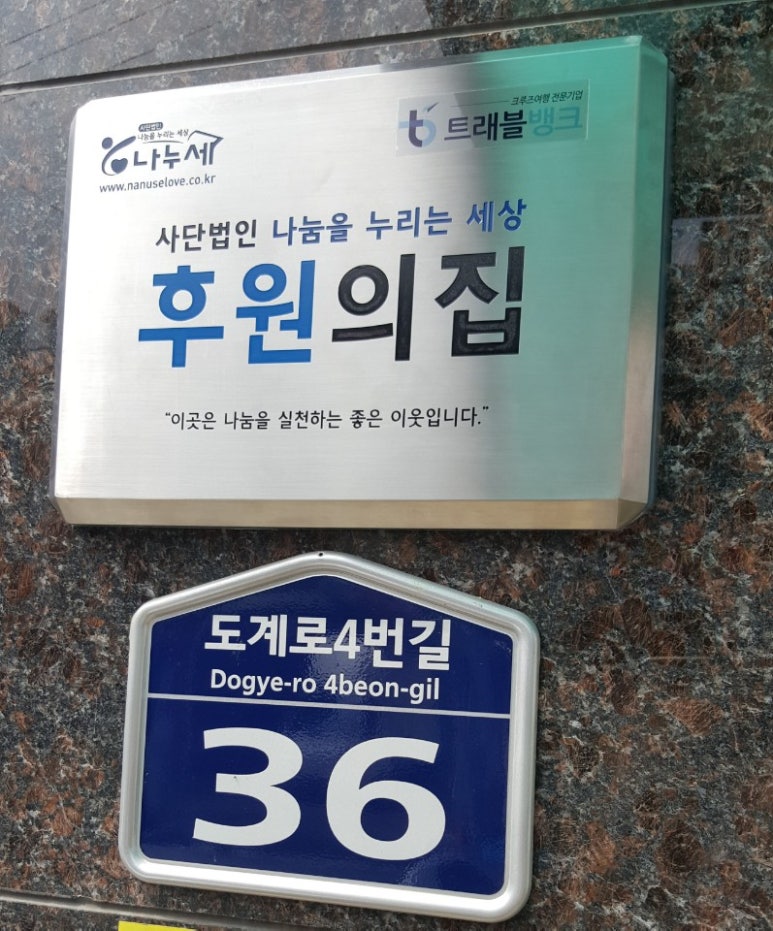 사단법인
나눔을 누리는 세상
나누세
www.nanuselove.co.kr
크루즈여행 전문기업
트래블뱅크
사단법인 나눔을 누리는 세상
후원의집
“이곳은 나눔을 실천하는 좋은 이웃입니다.”
도계로4번길
Dogye-ro 4beon-gil
36